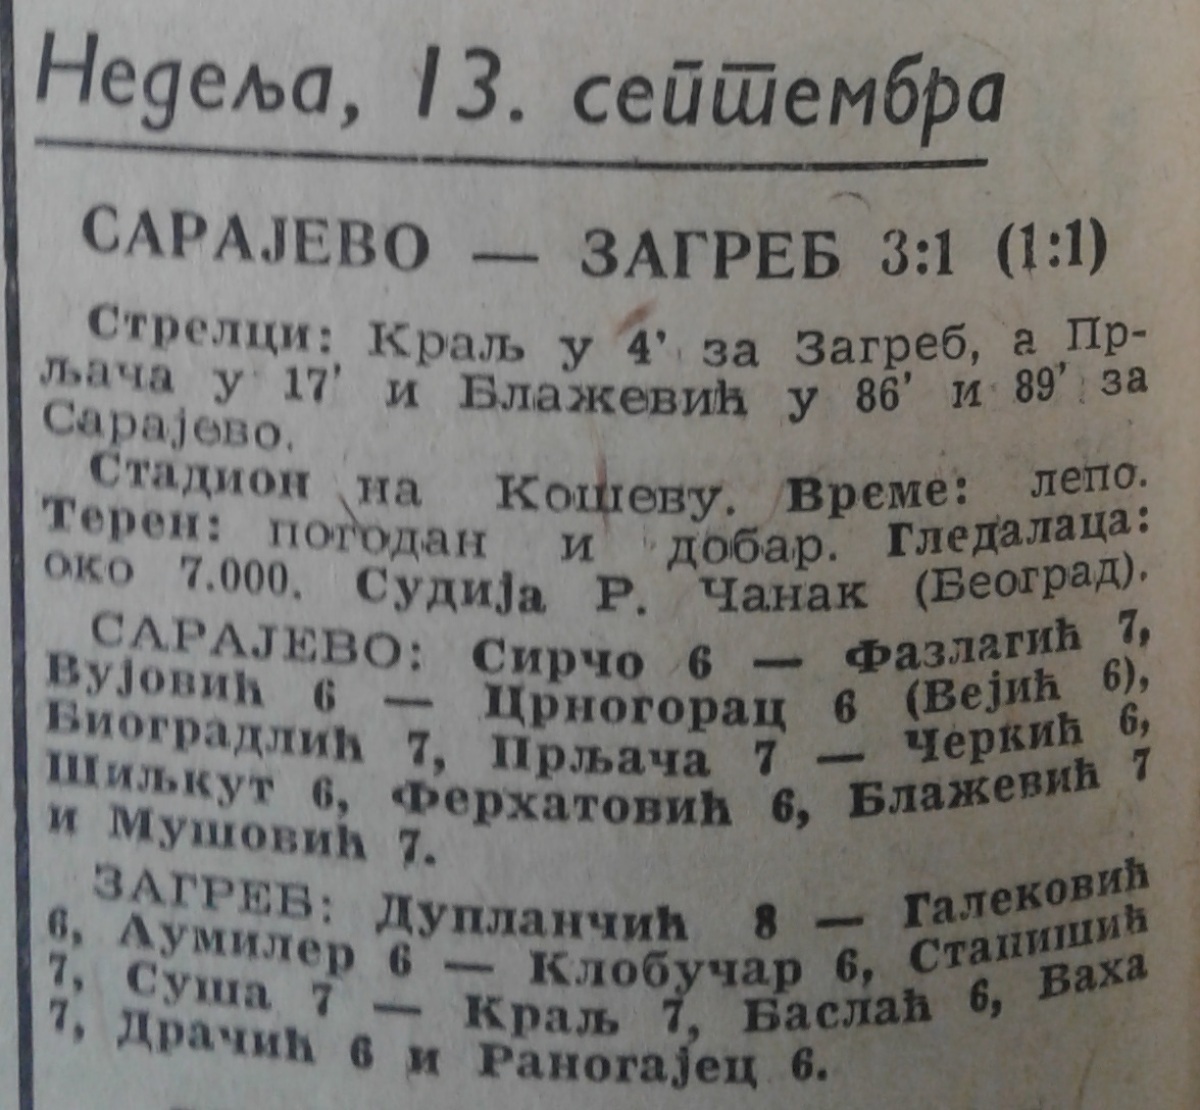 Недеља, 13. септембра
САРАЈЕВО — ЗАГРЕБ 3:1 (1:1)
Стрелци: Краљ у 4’ за Загреб, а Пр-
љача у 17’ и Блажевић у 86’ и 89’ за
Сарајево.
Стадион на Кошеву. Време: лепо.
Терен: погодан и добар. Гледалаца:
око 7.000. Судија Р. Чанак (Београд).
САРАЈЕВО: Сирчо 6 — Фазлагић 7,
Вујовић 6 — Црногорац 6 (Вејић 6),
Биоградлић 7, Прљача 7 — Черкић 6,
Шиљкут 6, Ферхатовић 6, Блажевић 7
и Мушовић 7.
ЗАГРЕБ: Дупланчић 8 — Галековић
6, Аумилер 6 — Клобучар 6, Станишић
7, Суша 7 — Краљ 7, Баслаћ 6, Ваха
7, Драчић 6 и Раногајец 6.